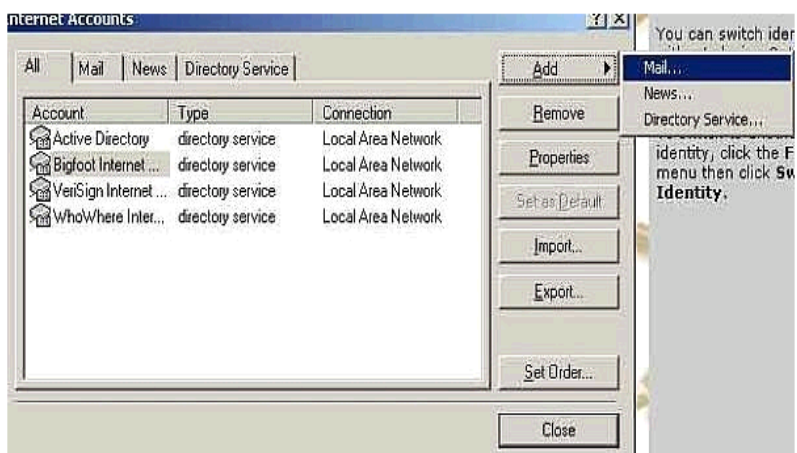 nternet Accounts
You can switch iden
All Mail News Directory Service
Add
Mail...
News...
Directory Service...
Account Type Connection
Active Directory directory service Local Area Network
Bigfoot Internet ... directory service Local Area Network
VeriSign Internet ... directory service Local Area Network
WhoWhere Inter... directory service Local Area Network
Remove
Properties
Set as Default
Import...
Export...
Set Order...
Close
identity, click the F
menu then click Sw
Identity.